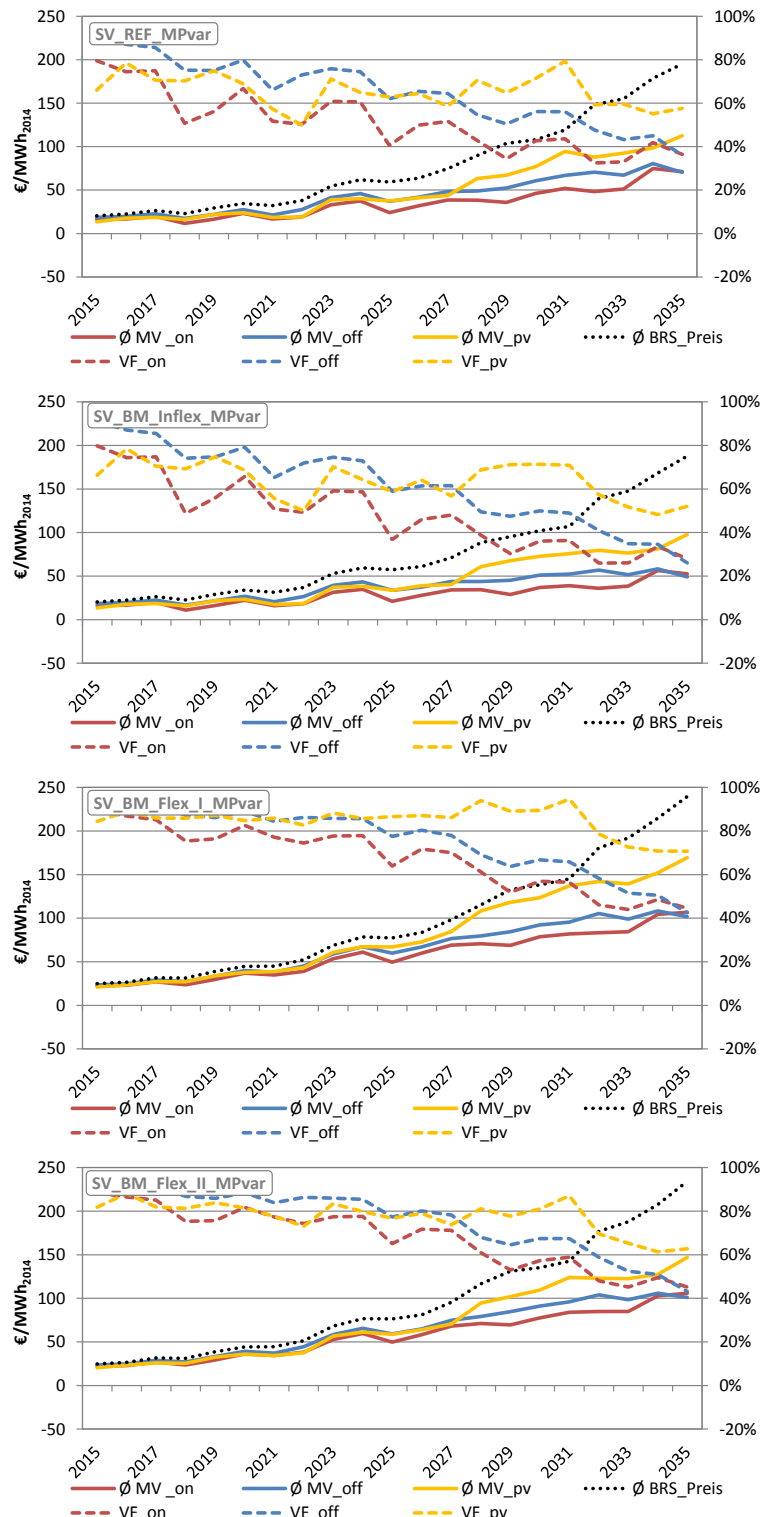 SV_REF_MPvar
250 100%
200 80%
150 60%
100 40%
50 20%
0 0%
-50 20%
€/MWh2014
2015 2017 2019 2021 2023 2025 2027 2029 2031 2033 2035
Ø MV _on Ø MV_off Ø MV_pv Ø BRS_Preis
VF_on VF_off VF_pv
SV_BM_Inflex_MPvar
250 100%
200 80%
150 60%
100 40%
50 20%
0 0%
-50 -20%
2015 2017 2019 2021 2023 2025 2027 2029 2031 2033 2035
Ø MV _on Ø MV_off Ø MV_pv Ø BRS_Preis
VF_on VF_off VF_pv
SV_BM_Flex_I_MPvar
250 100%
200 80%
150 60%
100 40%
50 20%
0 0%
-50 -20%
€/MWh2014
2015 2017 2019 2021 2023 2025 2027 2029 2031 2033 2035
Ø MV _on Ø MV_off Ø MV_pv Ø BRS_Preis
VF_on VF_off VF_pv
SV_BM_Flex_II_MPvar
250 100%
200 80%
150 60%
100 40%
50 20%
0 0%
-50 -20%
€/MWh2014
2015 2017 2019 2021 2023 2025 2027 2029 2031 2033 2035
Ø MV _on Ø MV_off Ø MV_pv Ø BRS_Preis
VF_on VF_off VF_pv